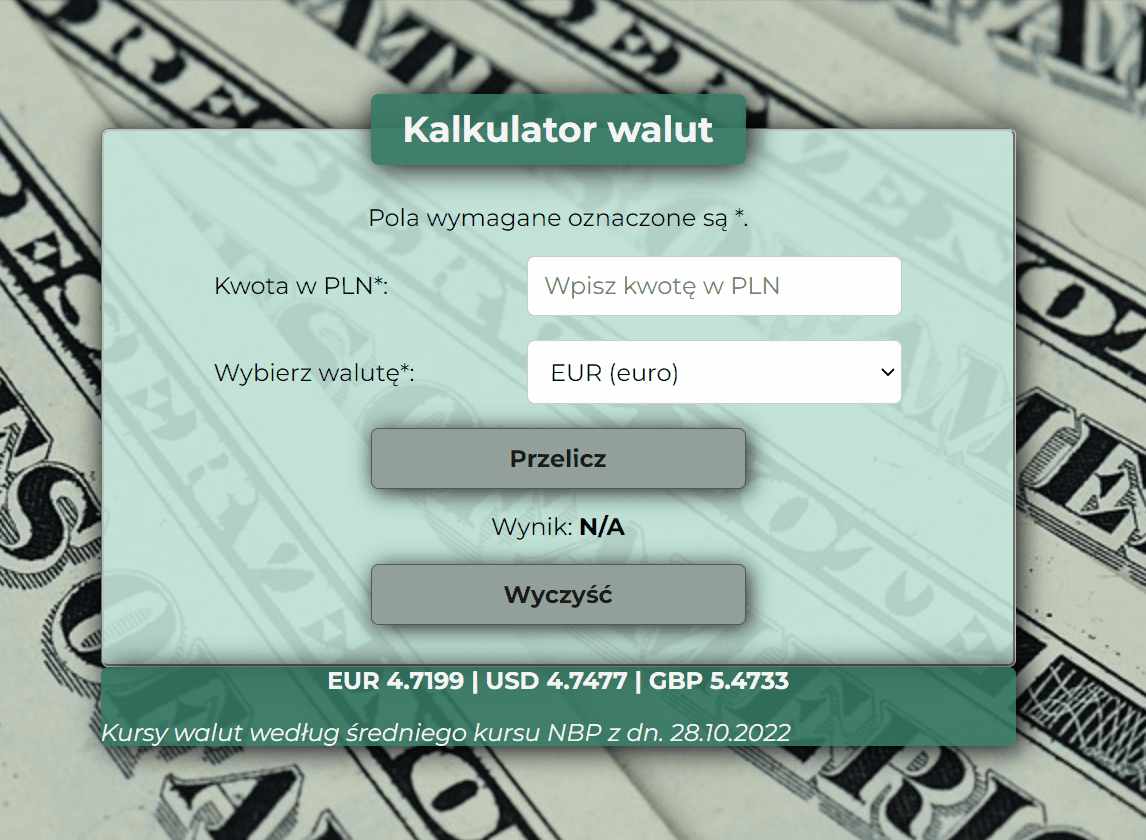 Kalkulator walut
Pola wymagane oznaczone są *.
Kwota w PLN*:
Wpisz kwotę w PLN
Wybierz walutę*:
EUR (euro)
Przelicz
Wynik: N/A
Wyczyść
EUR 4.7199 | USD 4.7477 | GBP 5.4733
Kursy walut według średniego kursu NBP z dn. 28.10.2022